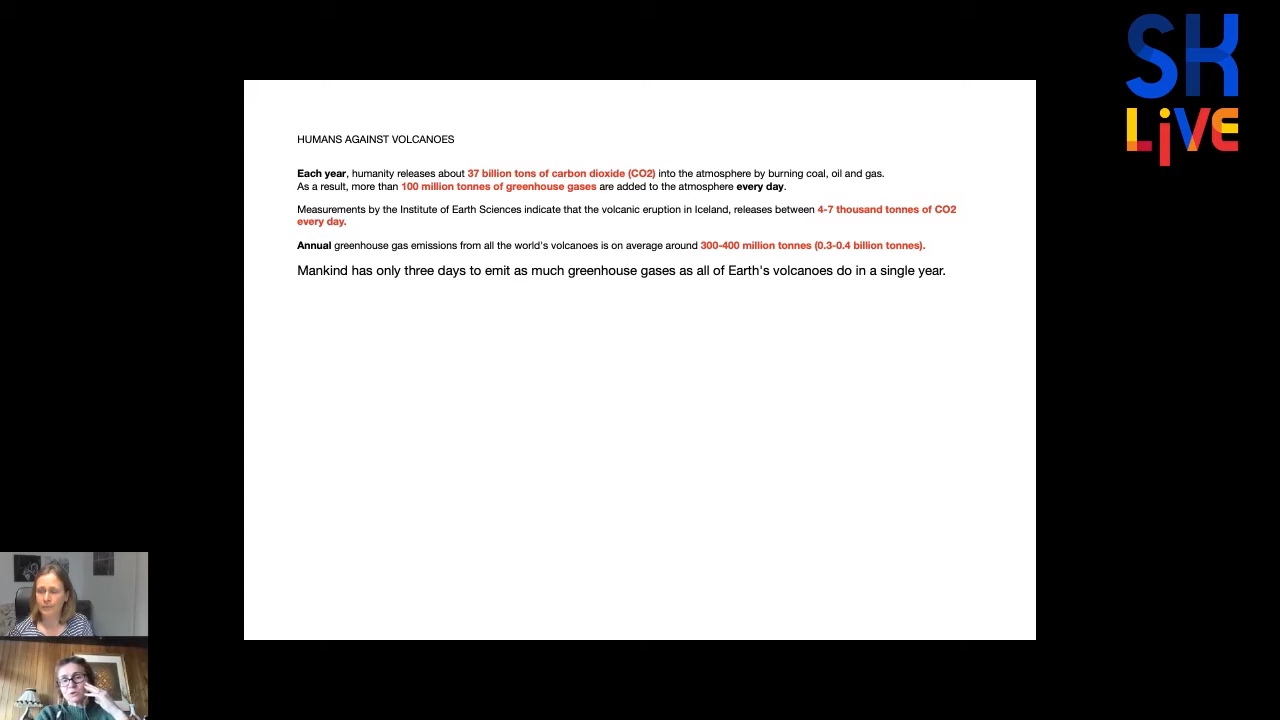 SH
LiVE
HUMANS AGAINST VOLCANOES
Each year, humanity releases about 37 billion tons of carbon dioxide (CO2) into the atmosphere by burning coal, oil and gas.
As a result, more than 100 million tonnes of greenhouse gases are added to the atmosphere every day.
Measurements by the Institute of Earth Sciences indicate that the volcanic eruption in Iceland, releases between 4-7 thousand tonnes of CO2
every day.
Annual greenhouse gas emissions from all the world's volcanoes is on average around 300-400 million tonnes (0.3-0.4 billion tonnes).
Mankind has only three days to emit as much greenhouse gases as all of Earth's volcanoes do in a single year.